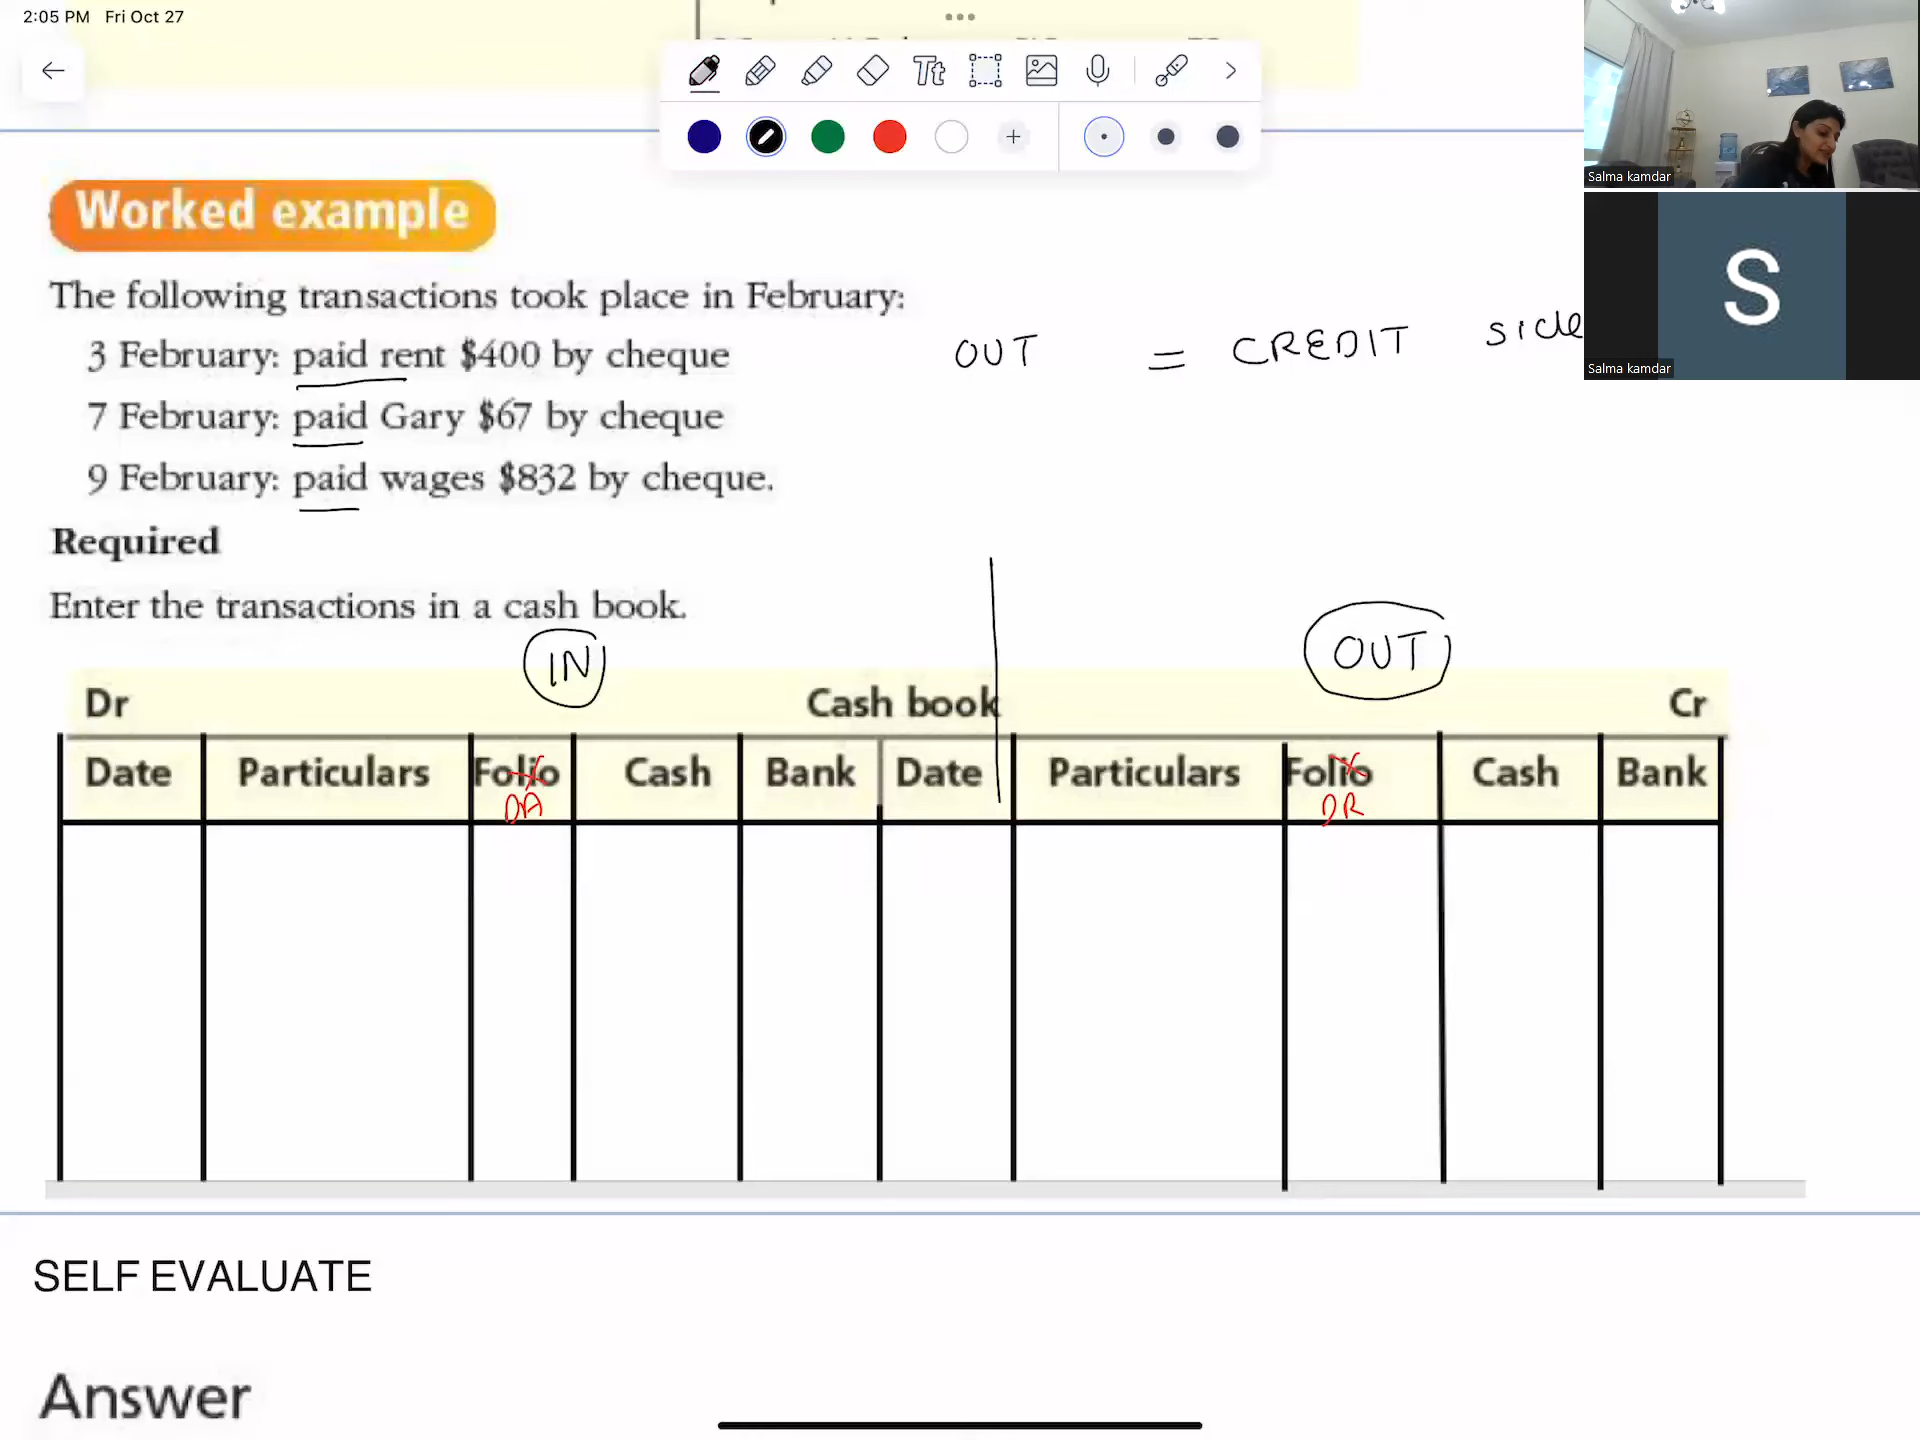 2:05 PM Fri Oct 27
Tt
Salma kamdar
S
Salma kamdar
Worked example
The following transactions took place in February:
3 February: paid rent $400 by cheque
OUT = CREDIT side
7 February: paid Gary $67 by cheque
9 February: paid wages $832 by cheque.
Required
Enter the transactions in a cash book.
IN OUT
Dr Cash book Cr
Date Particulars Folio Cash Bank Date Particulars Folio Cash Bank
DR
SELF EVALUATE
Answer